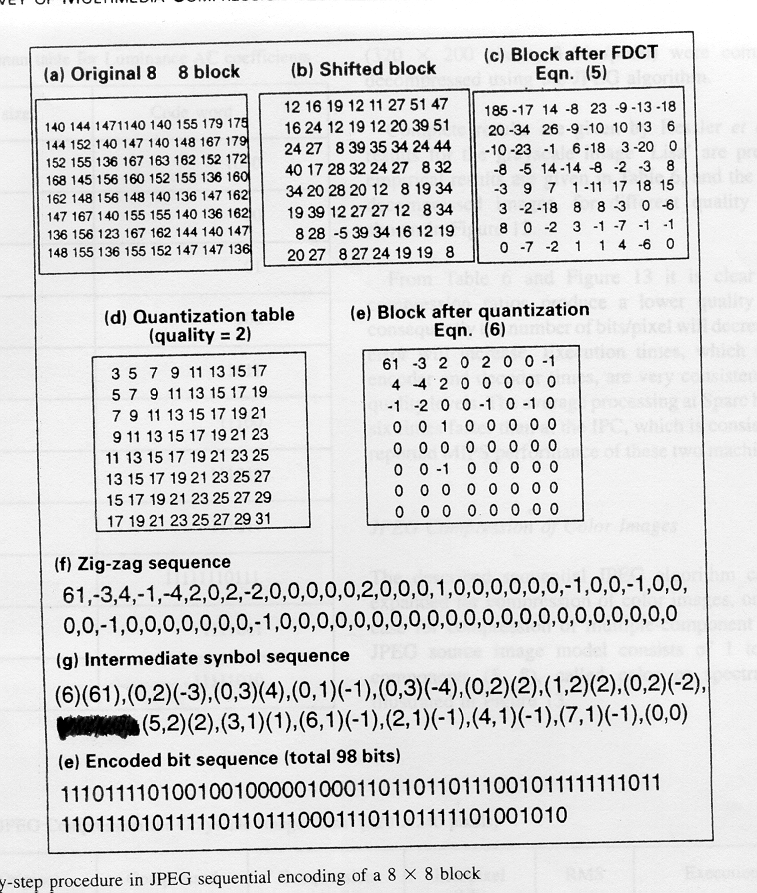 VEY OF MULTIMEDIA COMPRESSION
(a) Original 8 8 block
140 144 1471140 140 155 179 175
144 152 140 147 140 148 167 179
152 155 136 167 163 162 152 172
168 145 156 160 152 155 136 160
162 148 156 148 140 136 147 162
147 167 140 155 155 140 136 162
136 156 123 167 162 144 140 147
148 155 136 155 152 147 147 136
(b) Shifted block
12 16 19 12 11 27 51 47
16 24 12 19 12 20 39 51
24 27 8 39 35 34 24 44
40 17 28 32 24 27 8 32
34 20 28 20 12 8 19 34
19 39 12 27 27 12 8 34
8 28 -5 39 34 16 12 19
20 27 8 27 24 19 19 8
(c) Block after FDCT
Eqn. (5)
185 -17 14 -8 23 -9 -13 -18
20 -34 26 -9 -10 10 13 6
-10 -23 -1 6 -18 3 -20 0
-8 -5 14 -14 -8 -2 -3 8
-3 9 7 1 -11 17 18 15
3 -2 -18 8 8 -3 0 -6
8 0 -2 3 -1 -7 -1 -1
0 -7 -2 1 1 4 -6 0
(d) Quantization table
(quality = 2)
3 5 7 9 11 13 15 17
5 7 9 11 13 15 17 19
7 9 11 13 15 17 19 21
9 11 13 15 17 19 21 23
11 13 15 17 19 21 23 25
13 15 17 19 21 23 25 27
15 17 19 21 23 25 27 29
17 19 21 23 25 27 29 31
(e) Block after quantization
Eqn. (6)
61 -3 2 0 2 0 0 -1
4 -4 2 0 0 0 0 0
-1 -2 0 0 -1 0 -1 0
0 0 1 0 0 0 0 0
0 0 0 0 0 0 0 0
0 0 -1 0 0 0 0 0
0 0 0 0 0 0 0 0
0 0 0 0 0 0 0 0
(f) Zig-zag sequence
61,-3,4,-1,-4,2,0,2,-2,0,0,0,0,0,2,0,0,0,1,0,0,0,0,0,0,-1,0,0,-1,0,0,
0,0,-1,0,0,0,0,0,0,0,-1,0,0,0,0,0,0,0,0,0,0,0,0,0,0,0,0,0,0,0,0,0
(g) Intermediate synbol sequence
(6)(61),(0,2)(-3),(0,3)(4),(0,1)(-1),(0,3)(-4),(0,2)(2),(1,2)(2),(0,2)(-2),
(5,2)(2),(3,1)(1),(6,1)(-1),(2,1)(-1),(4,1)(-1),(7,1)(-1),(0,0)
(e) Encoded bit sequence (total 98 bits)
1110111101001001000001000110110110111001011111111011
11011101011111011011100011101101111101001010
y-step procedure in JPEG sequential encoding of a 8 × 8 block